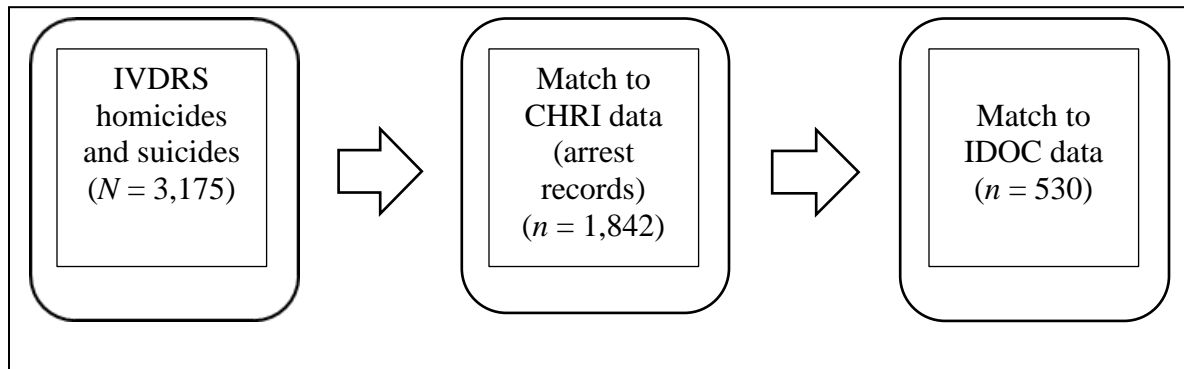 IVDRS
homicides
and suicides
(N = 3,175)
Match to
CHRI data
(arrest
records)
(n = 1,842)
Match to
IDOC data
(n = 530)